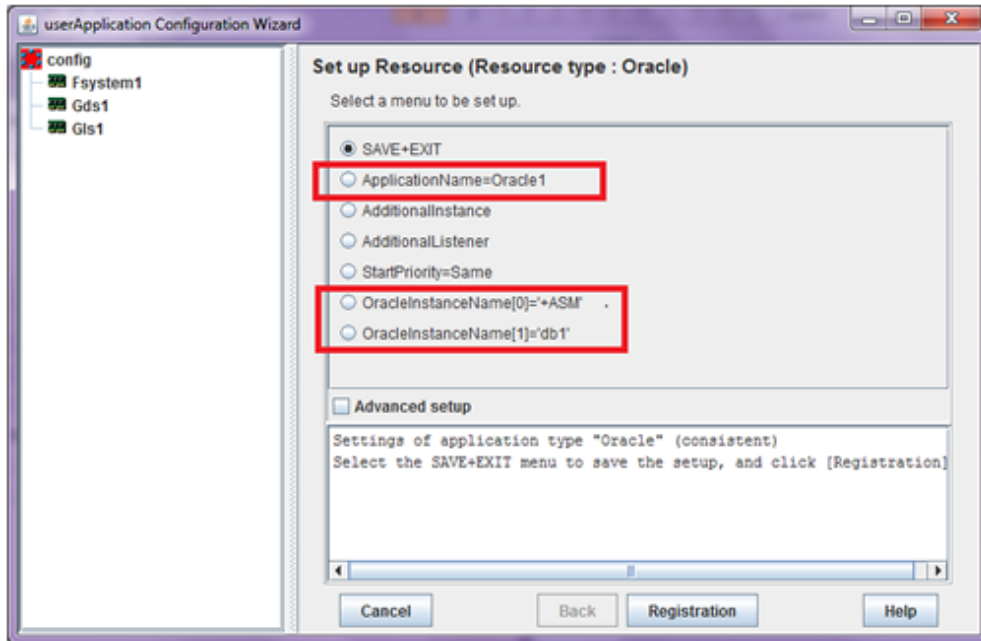 userApplication Configuration Wizard
config
Fsystem1
Gds1
Gls1
Set up Resource (Resource type : Oracle)
Select a menu to be set up.
SAVE+EXIT
ApplicationName=Oracle1
AdditionalInstance
AdditionalListener
StartPriority=Same
OracleInstanceName[0]='+ASM'
OracleInstanceName[1]='db1'
Advanced setup
Settings of application type "Oracle" (consistent)
Select the SAVE+EXIT menu to save the setup, and click [Registration]
Cancel
Back
Registration
Help